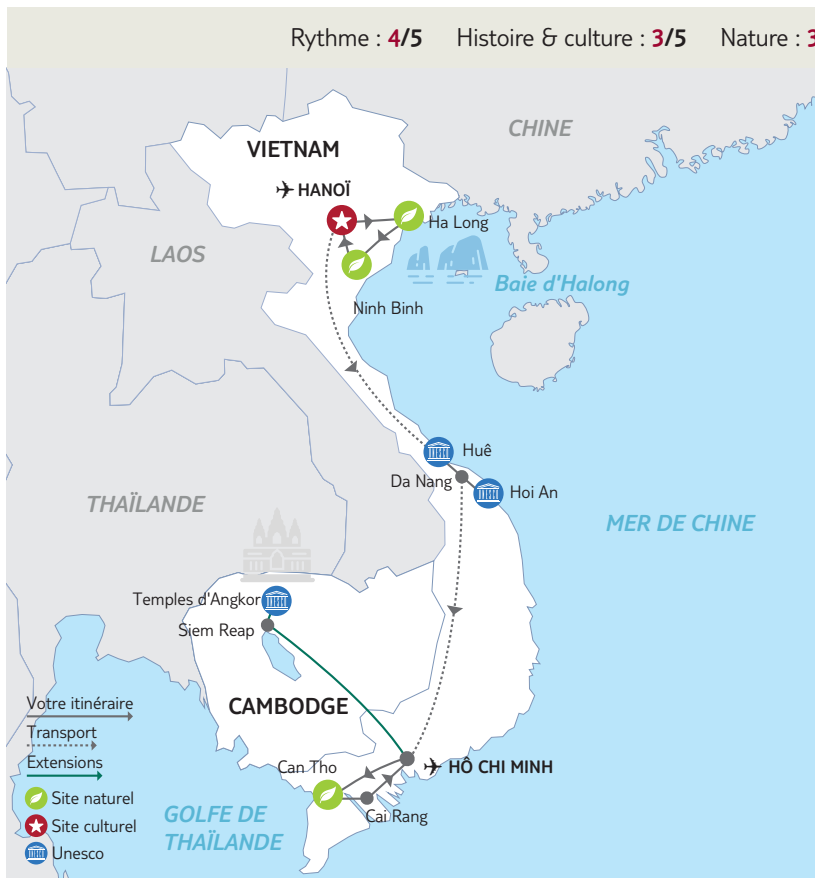 Rythme : 4/5 Histoire & culture : 3/5 Nature : 3
CHINE
VIETNAM
HANOÏ
Ha Long
LAOS
Baie d'Halong
Ninh Binh
Huê
Da Nang
Hoi An
THAÏLANDE
MER DE CHINE
Temples d'Angkor
Siem Reap
CAMBODGE
Votre itinéraire
Transport
Extensions
Site naturel
Site culturel
Unesco
Can Tho
HÔ CHI MINH
Cai Rang
GOLFE DE
THAÏLANDE